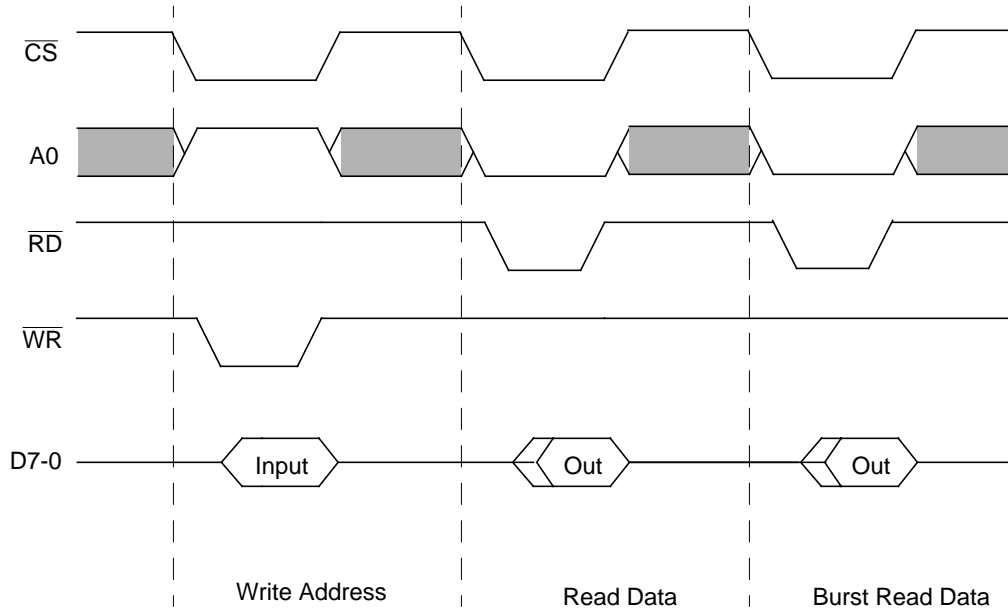 CS
A0
RD
WR
D7-0
Input
Out
Out
Write Address
Read Data
Burst Read Data